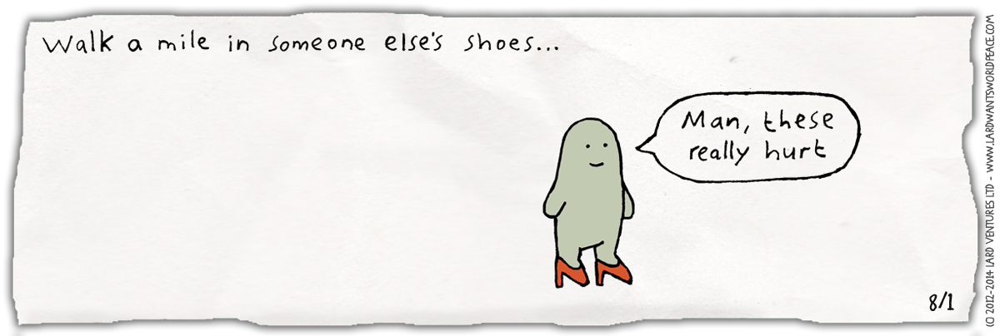 Walk a mile in someone else's shoes...
Man, these
really hurt
8/1
(C) 2012-2014 LARD VENTURES LTD - WWW.LARDWANTSWORLDPEACE.COM